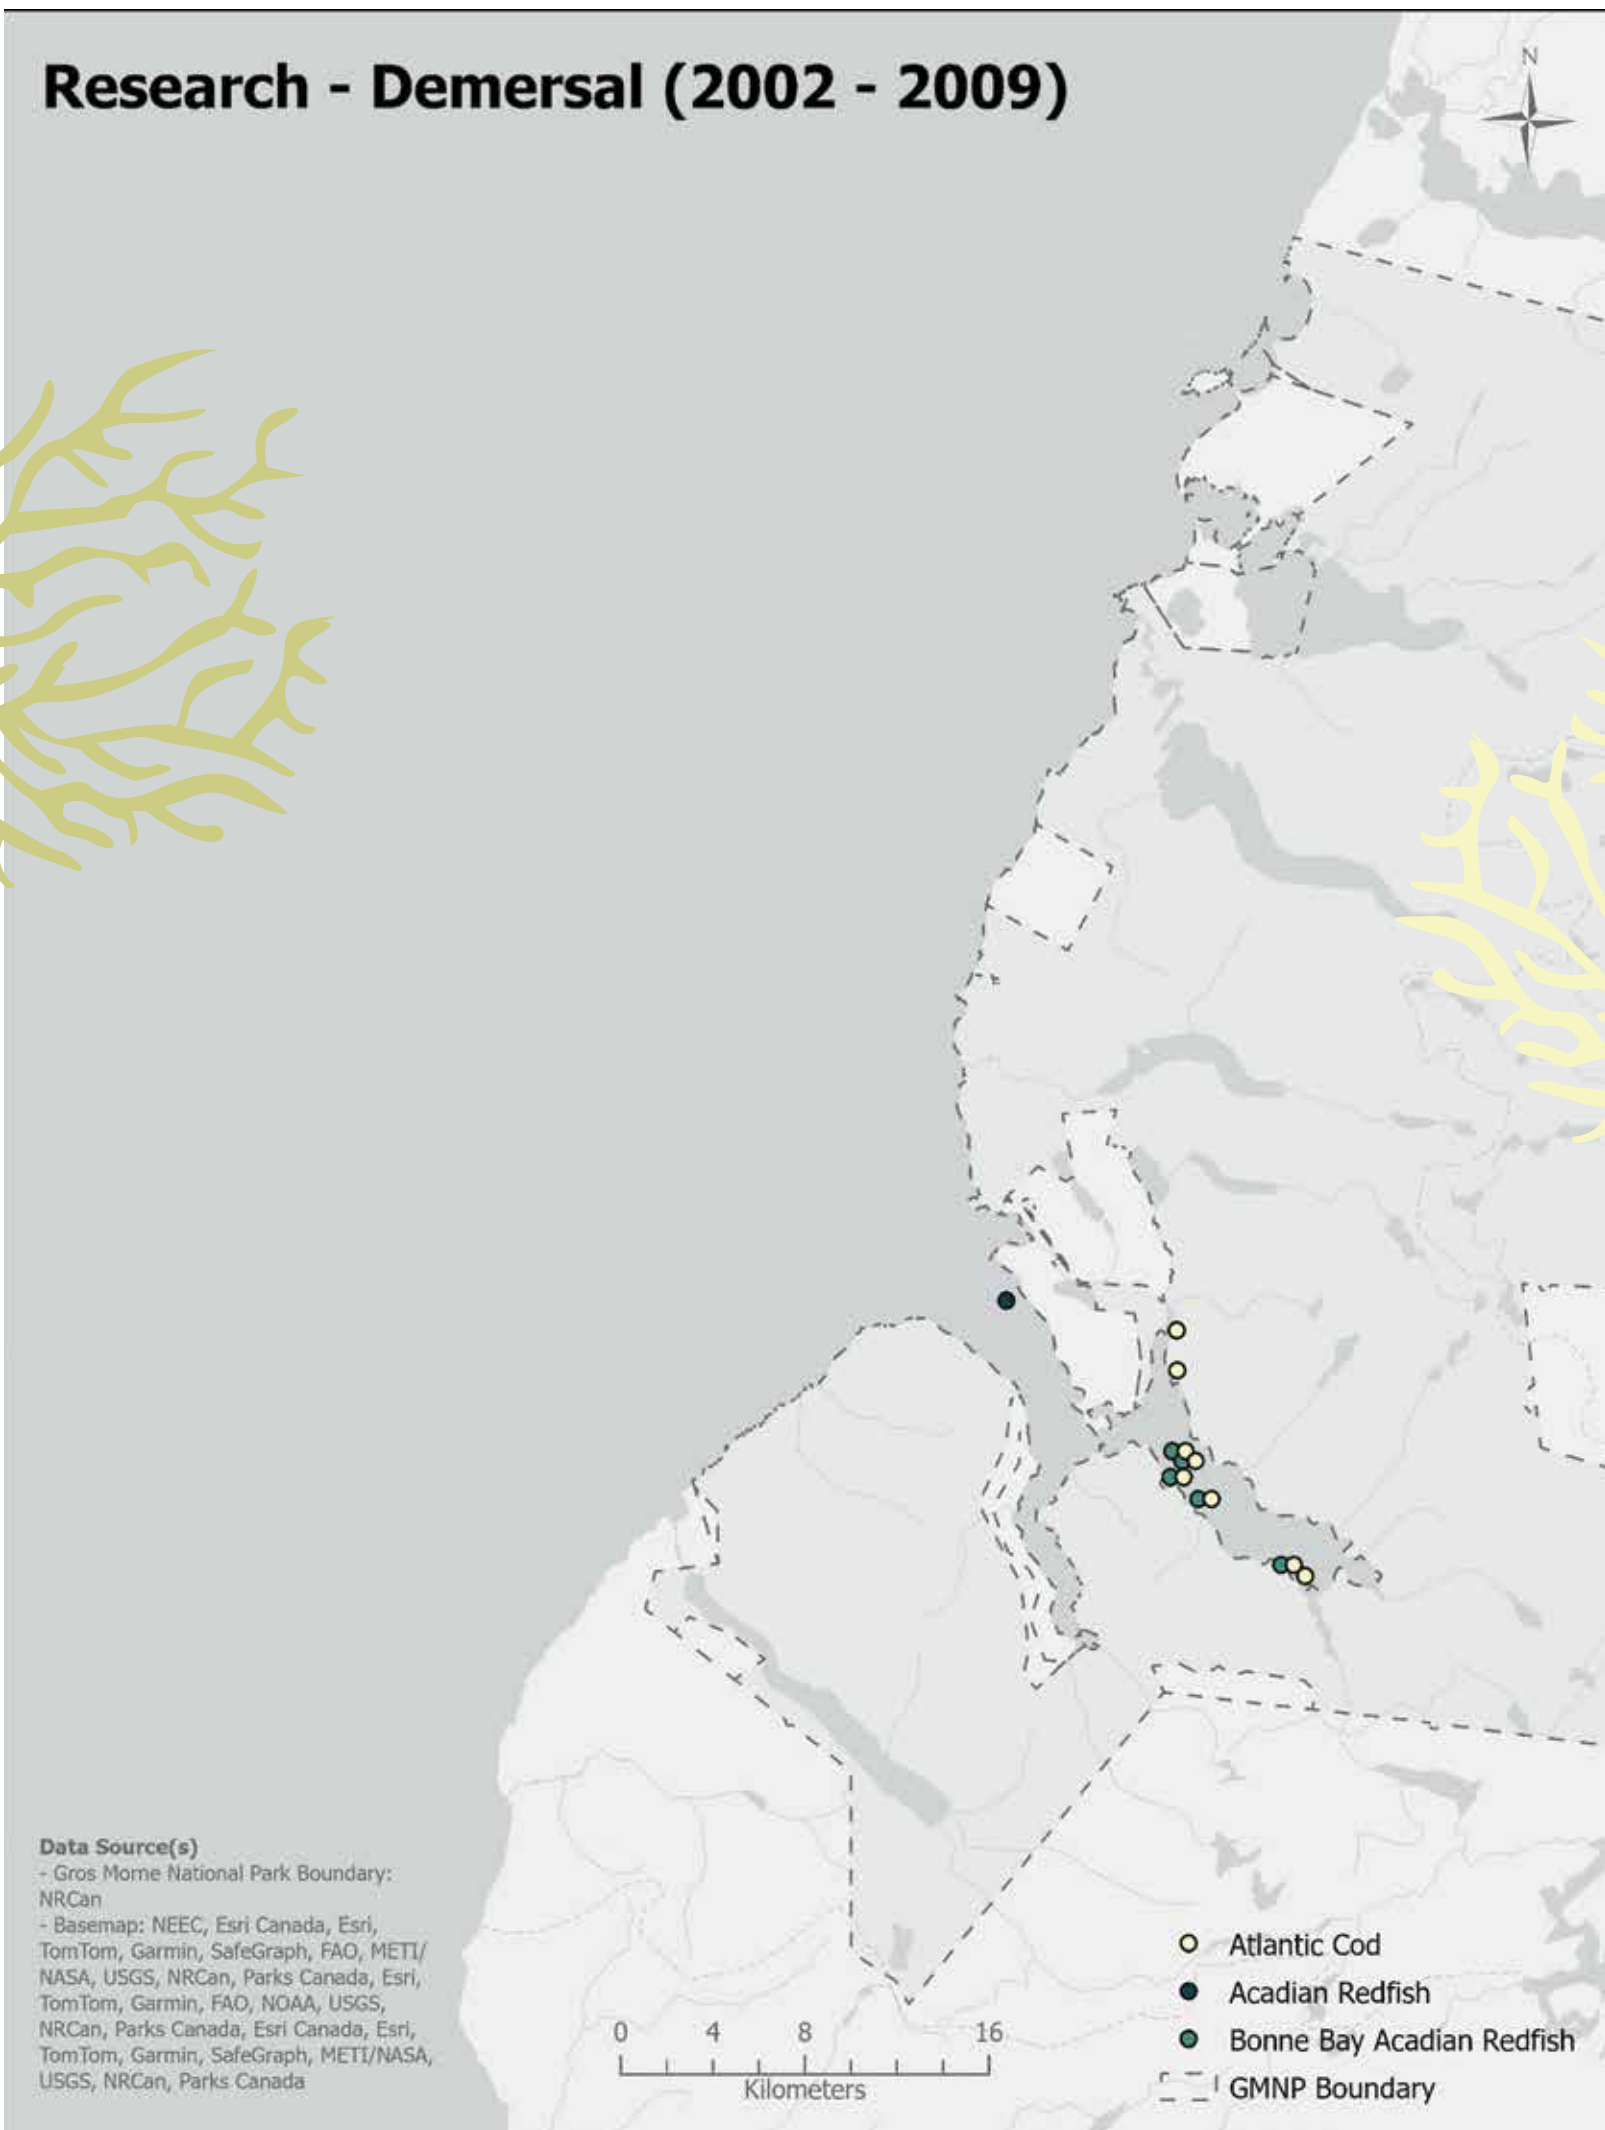 Research - Demersal (2002 - 2009)
N
Data Source(s)
- Gros Morne National Park Boundary:
NRCan
- Basemap: NEEC, Esri Canada, Esri,
TomTom, Garmin, SafeGraph, FAO, METI/
NASA, USGS, NRCan, Parks Canada, Esri,
TomTom, Garmin, FAO, NOAA, USGS,
NRCan, Parks Canada, Esri Canada, Esri,
TomTom, Garmin, SafeGraph, METI/NASA,
USGS, NRCan, Parks Canada
0 4 8 16
Kilometers
Atlantic Cod
Acadian Redfish
Bonne Bay Acadian Redfish
GMNP Boundary